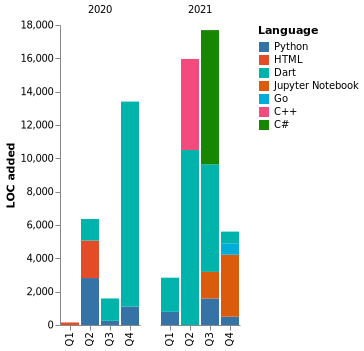 2020
2021
LOC added
18,000
16,000
14,000
12,000
10,000
8,000
6,000
4,000
2,000
0
Q1
Q2
Q3
Q4
Q1
Q2
Q3
Q4
Language
Python
HTML
Dart
Jupyter Notebook
Go
C++
C#